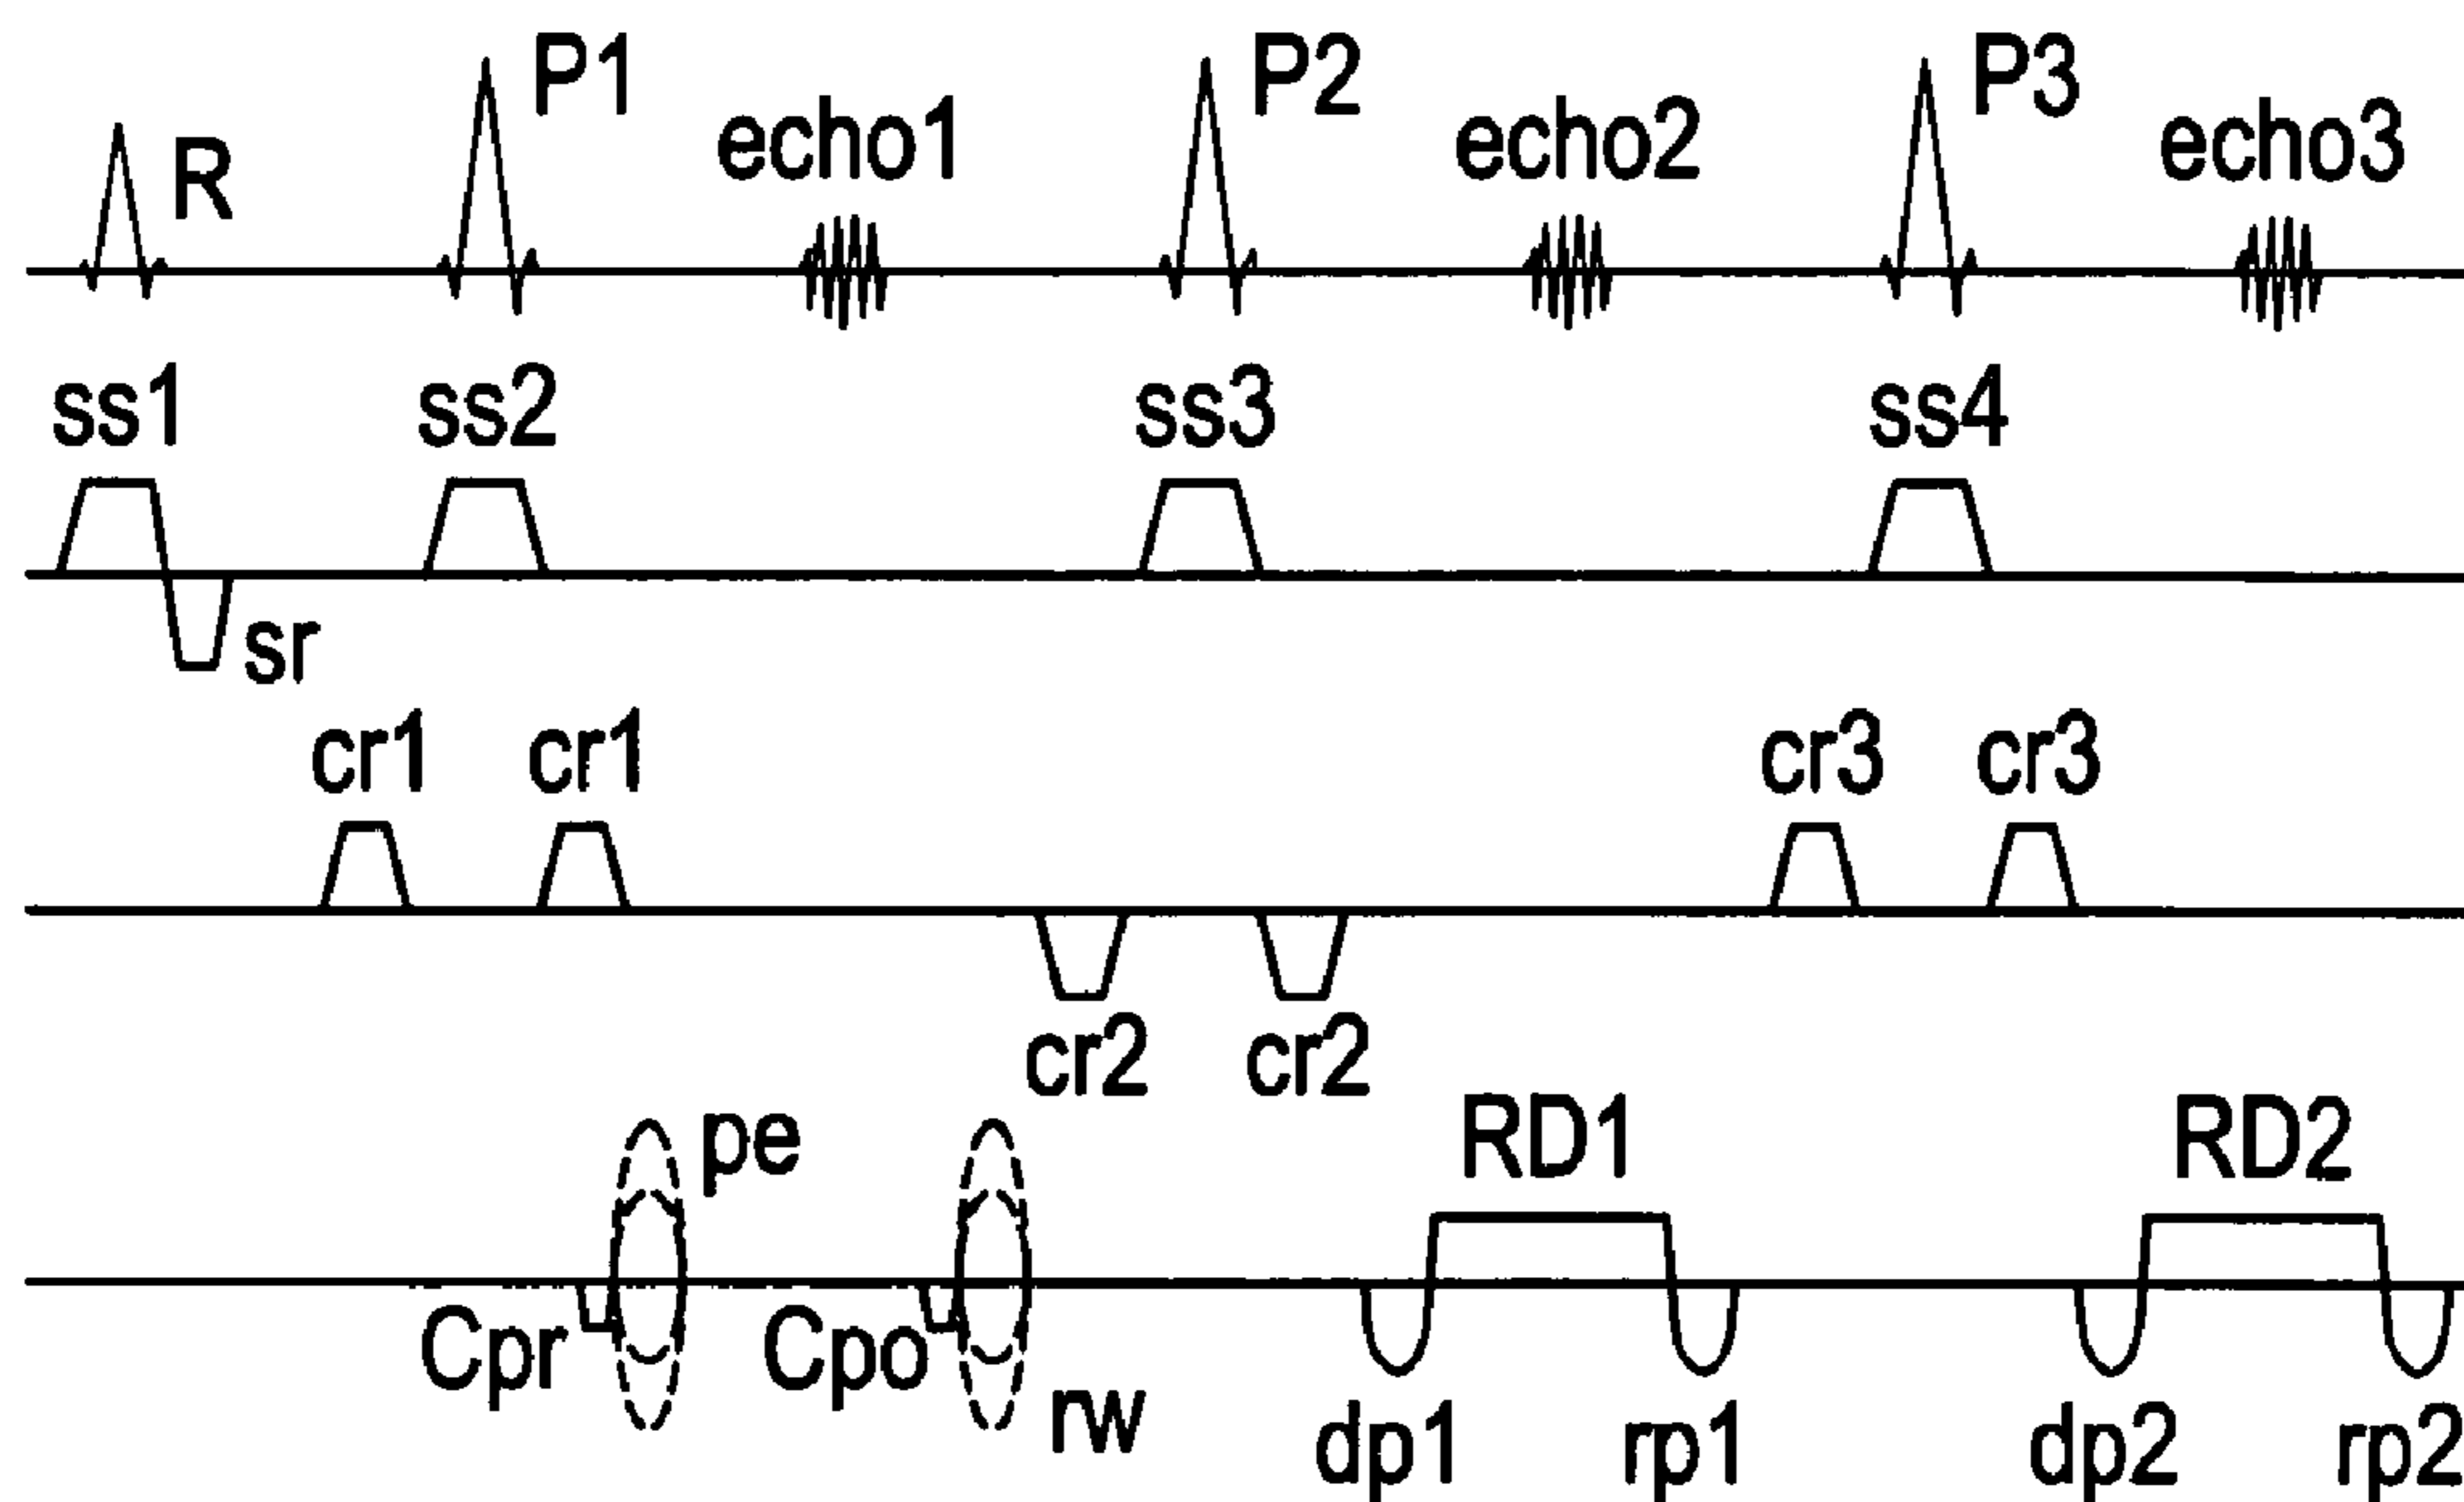 P1 P2 P3
R echo1 echo2 echo3
ss1 ss2 ss3 ss4
sr
cr1 cr1 cr3 cr3
cr2 cr2
pe RD1 RD2
Cpr Cpo
rw dp1 rp1 dp2 rp2